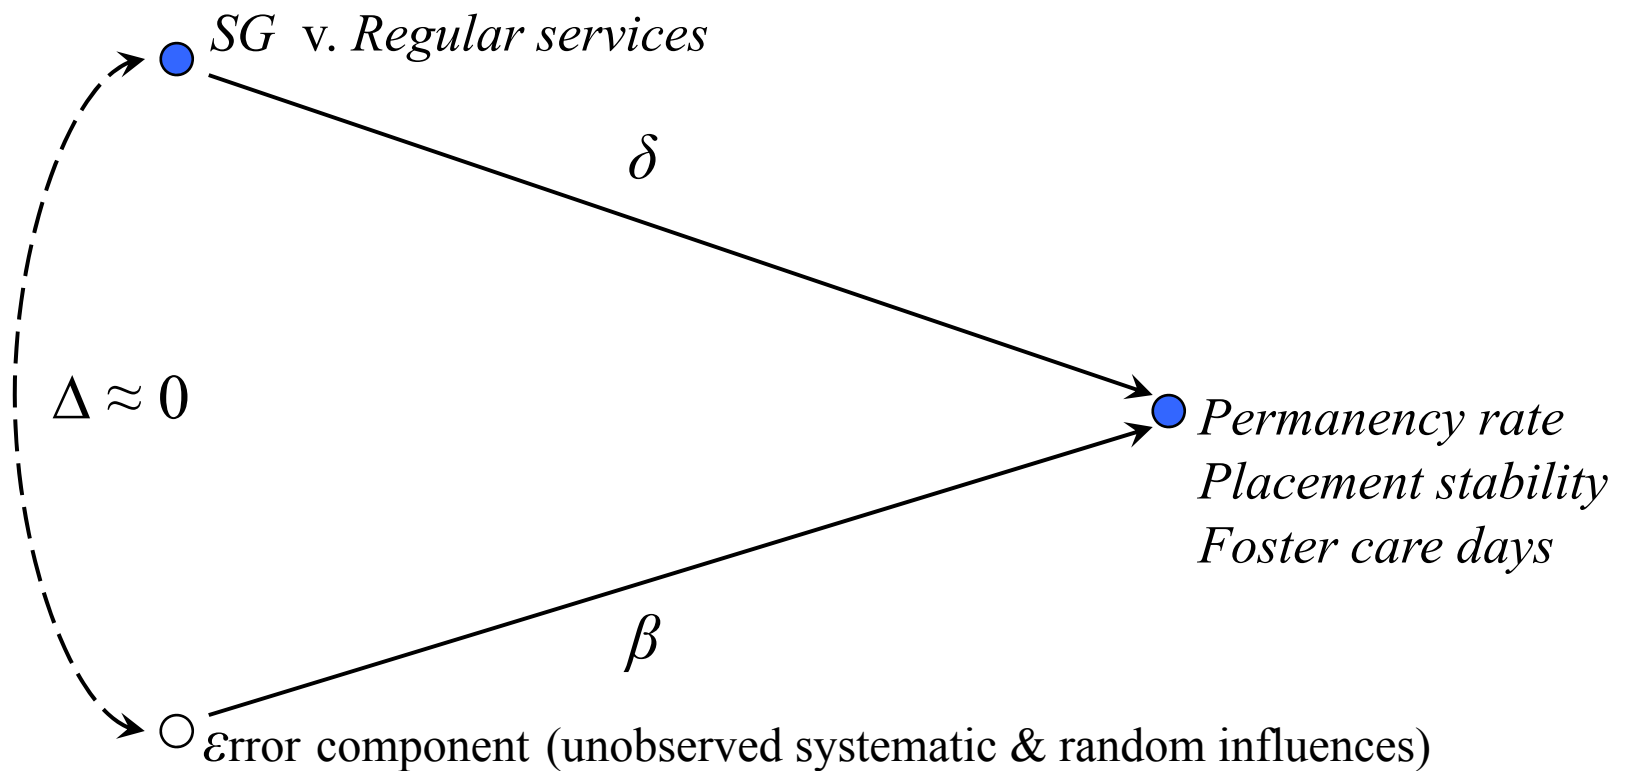 SG v. Regular services
δ
Δ ≈ 0
Permanency rate
Placement stability
Foster care days
β
εrror component (unobserved systematic & random influences)